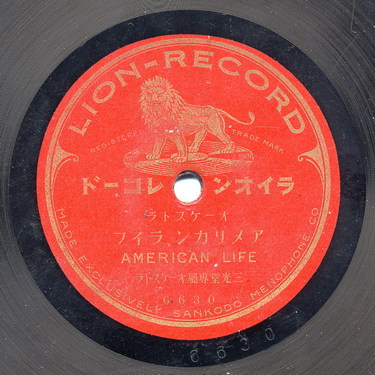 LION-RECORD
REGISTERED TRADE MARK
ドーコレ ンオイラ
ラトスケーオ
フイラ ンカリメア
AMERICAN LIFE
ラトスケーオ属専堂光三
6630
MADE EXCLUSIVELY SANKODO MENOPHONE CO
6630